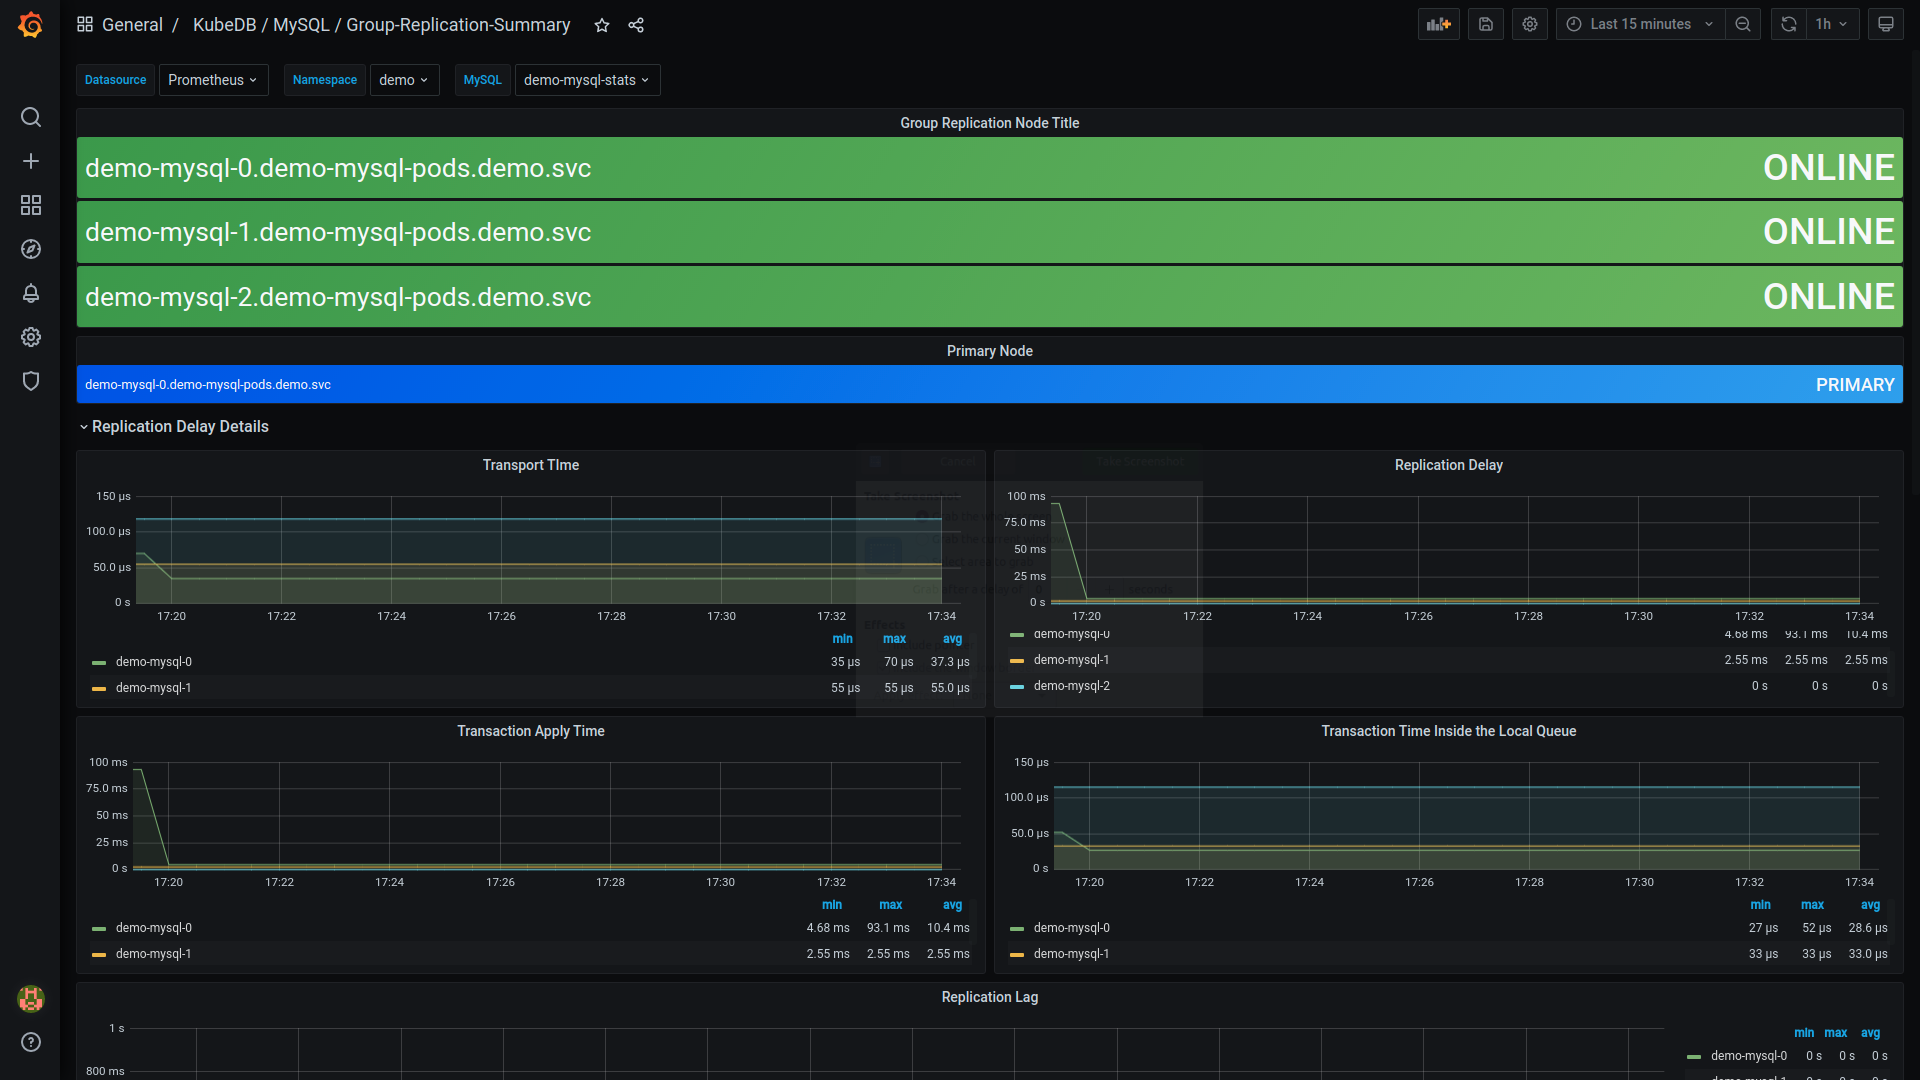 General / KubeDB / MySQL / Group-Replication-Summary
Last 15 minutes
1h
Datasource Prometheus Namespace demo MySQL demo-mysql-stats
Group Replication Node Title
demo-mysql-0.demo-mysql-pods.demo.svc ONLINE
demo-mysql-1.demo-mysql-pods.demo.svc ONLINE
demo-mysql-2.demo-mysql-pods.demo.svc ONLINE
Primary Node
demo-mysql-0.demo-mysql-pods.demo.svc PRIMARY
Replication Delay Details
Transport TIme
150 µs
100.0 µs
50.0 µs
0 s
17:20 17:22 17:24 17:26 17:28 17:30 17:32 17:34
min max avg
demo-mysql-0 35 µs 70 µs 37.3 µs
demo-mysql-1 55 µs 55 µs 55.0 µs
Replication Delay
100 ms
75.0 ms
50 ms
25 ms
0 s
17:20 17:22 17:24 17:26 17:28 17:30 17:32 17:34
demo-mysql-0 4.68 ms 93.1 ms 10.4 ms
demo-mysql-1 2.55 ms 2.55 ms 2.55 ms
demo-mysql-2 0 s 0 s 0 s
Transaction Apply Time
100 ms
75.0 ms
50 ms
25 ms
0 s
17:20 17:22 17:24 17:26 17:28 17:30 17:32 17:34
min max avg
demo-mysql-0 4.68 ms 93.1 ms 10.4 ms
demo-mysql-1 2.55 ms 2.55 ms 2.55 ms
Transaction Time Inside the Local Queue
150 µs
100.0 µs
50.0 µs
0 s
17:20 17:22 17:24 17:26 17:28 17:30 17:32 17:34
min max avg
demo-mysql-0 27 µs 52 µs 28.6 µs
demo-mysql-1 33 µs 33 µs 33.0 µs
Replication Lag
1 s
800 ms
min max avg
demo-mysql-0 0 s 0 s 0 s